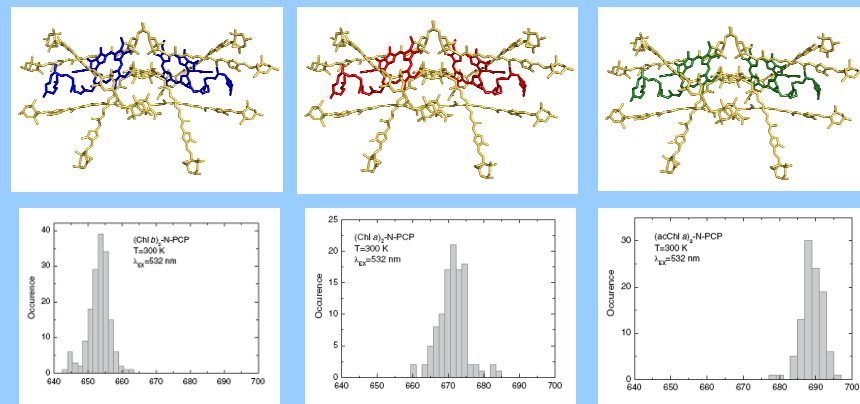 (Chl b)2-N-PCP
T=300 K
λEX=532 nm
Occurence
40
30
20
10
0
640 650 660 670 680 690 700
(Chl a)2-N-PCP
T=300 K
λEX=532 nm
Occurence
25
20
15
10
5
0
640 650 660 670 680 690 700
(acChl a)2-N-PCP
T=300 K
λEX=532 nm
Occurence
30
20
10
0
640 650 660 670 680 690 700